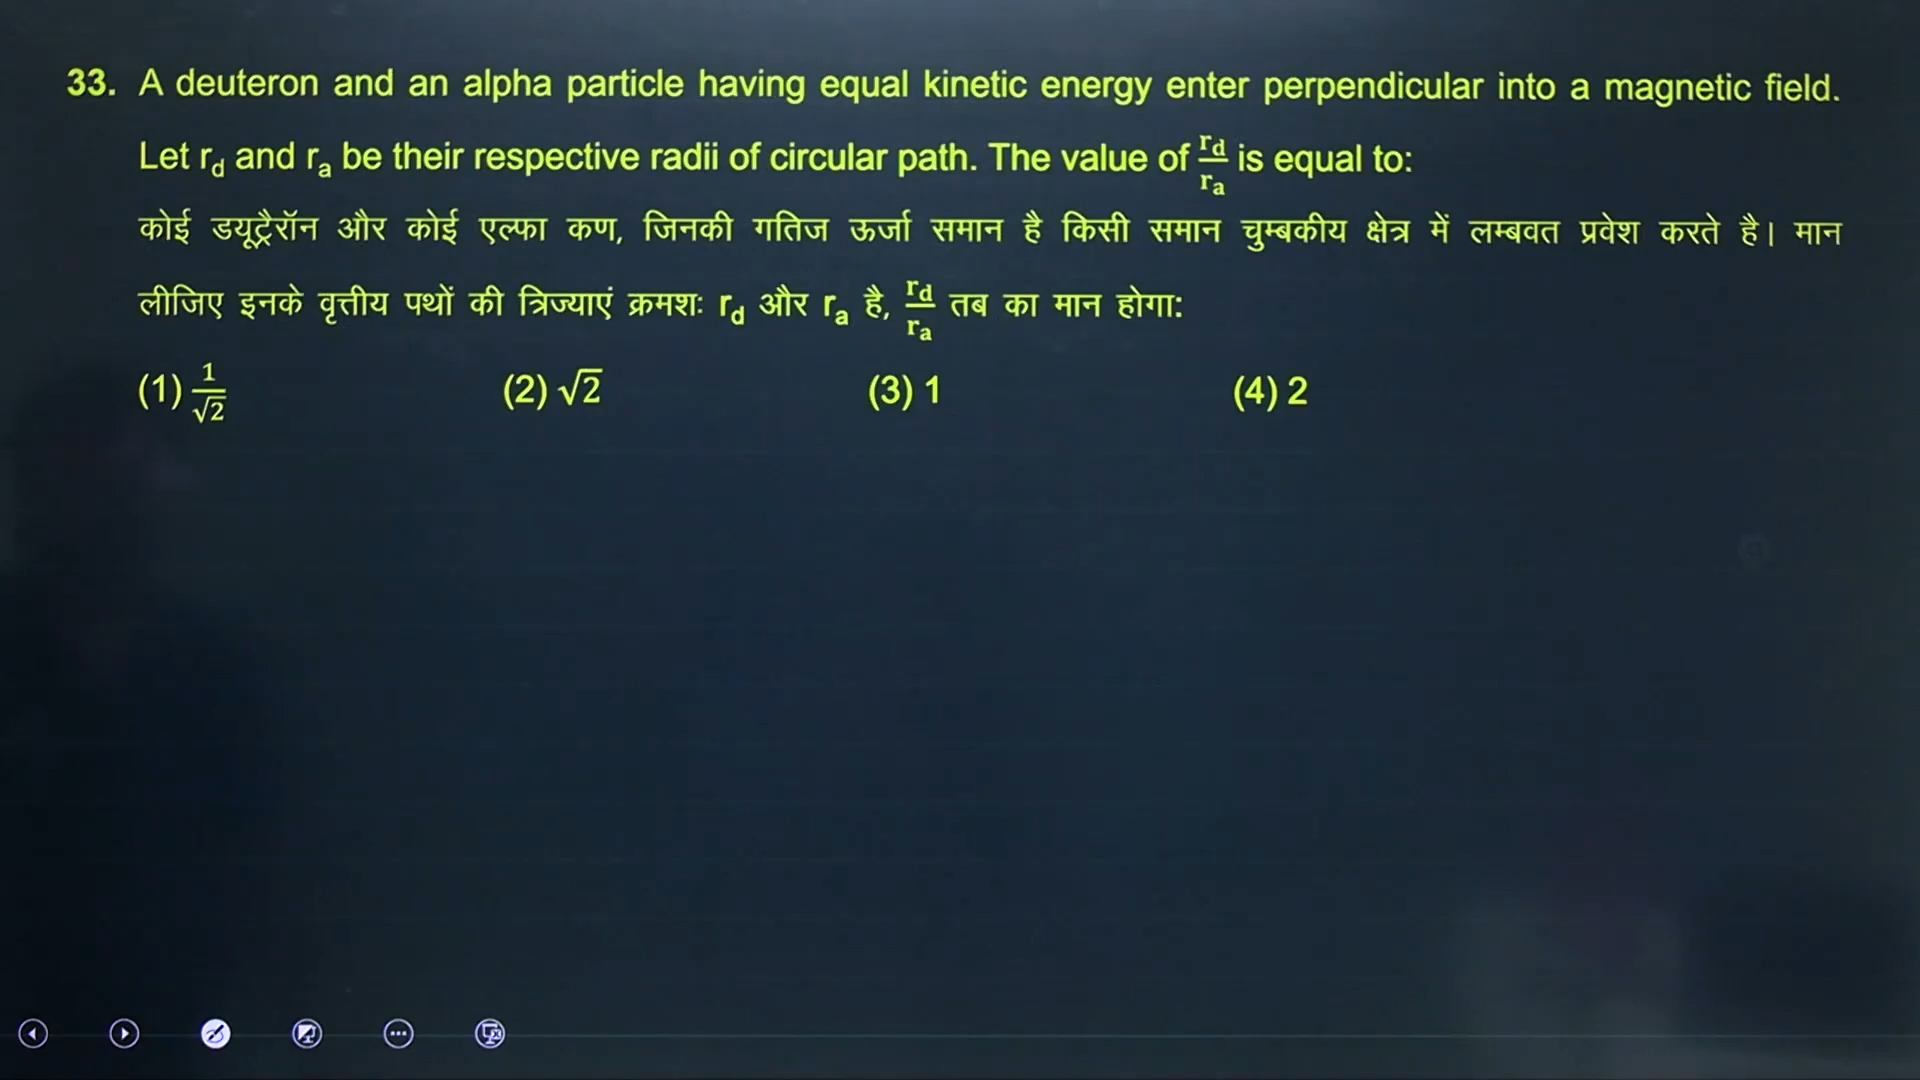 33. A deuteron and an alpha particle having equal kinetic energy enter perpendicular into a magnetic field.
Let r_d and r_a be their respective radii of circular path. The value of r_d/r_a is equal to:
कोई डयूट्रैरॉन और कोई एल्फा कण, जिनकी गतिज ऊर्जा समान है किसी समान चुम्बकीय क्षेत्र में लम्बवत प्रवेश करते है। मान
लीजिए इनके वृत्तीय पथों की त्रिज्याएं क्रमशः r_d और r_a है, r_d/r_a तब का मान होगा:
(1) 1/√2 (2) √2 (3) 1 (4) 2